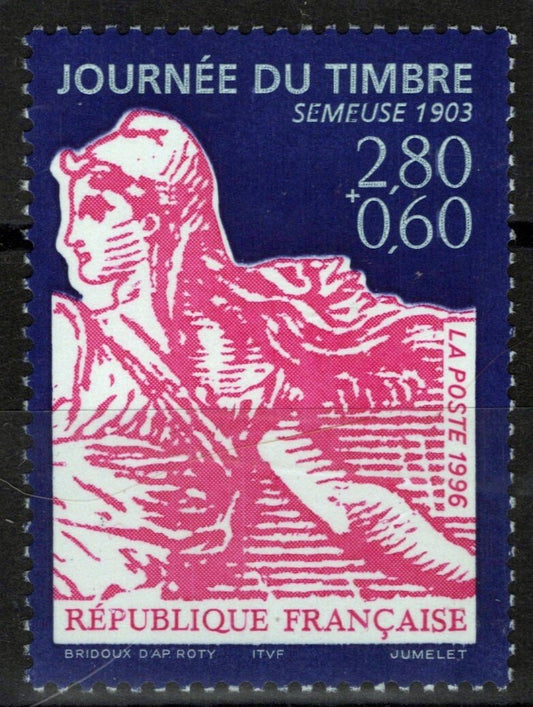 JOURNÉE DU TIMBRE
SEMEUSE 1903
2,80
+
0,60
LA POSTE 1996
RÉPUBLIQUE FRANÇAISE
BRIDOUX D'AP. ROTY ITVF JUMELET